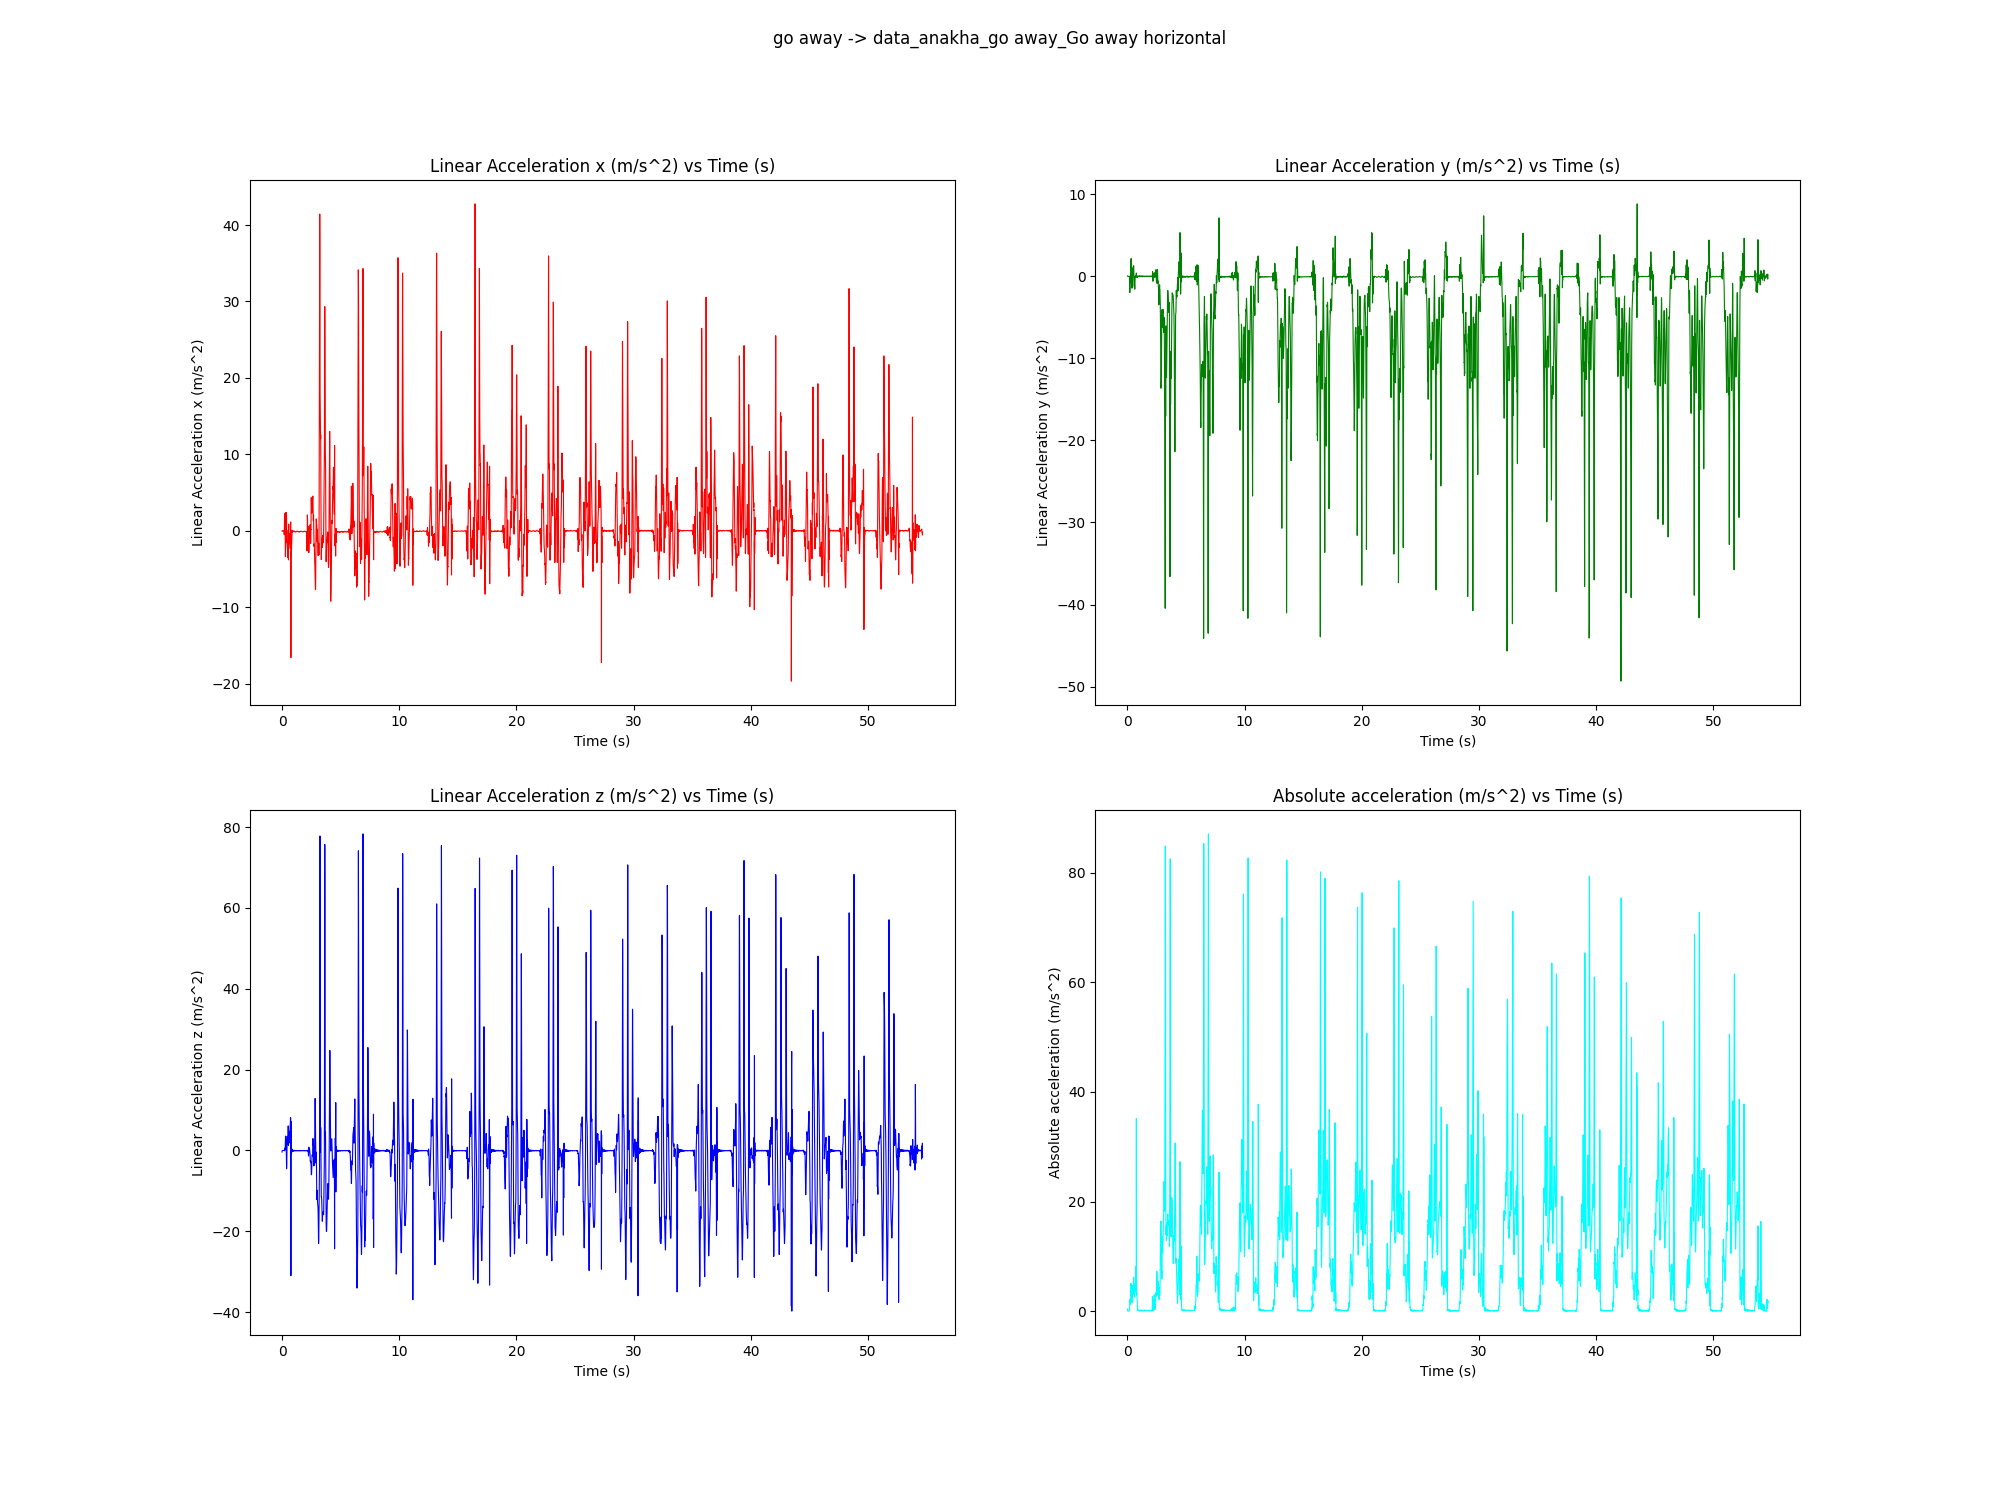 go away -> data_anakha_go away_Go away horizontal
Linear Acceleration x (m/s^2) vs Time (s)
Linear Acceleration x (m/s^2)
40
30
20
10
0
−10
−20
0 10 20 30 40 50
Time (s)
Linear Acceleration y (m/s^2) vs Time (s)
Linear Acceleration y (m/s^2)
10
0
−10
−20
−30
−40
−50
0 10 20 30 40 50
Time (s)
Linear Acceleration z (m/s^2) vs Time (s)
Linear Acceleration z (m/s^2)
80
60
40
20
0
−20
−40
0 10 20 30 40 50
Time (s)
Absolute acceleration (m/s^2) vs Time (s)
Absolute acceleration (m/s^2)
80
60
40
20
0
0 10 20 30 40 50
Time (s)